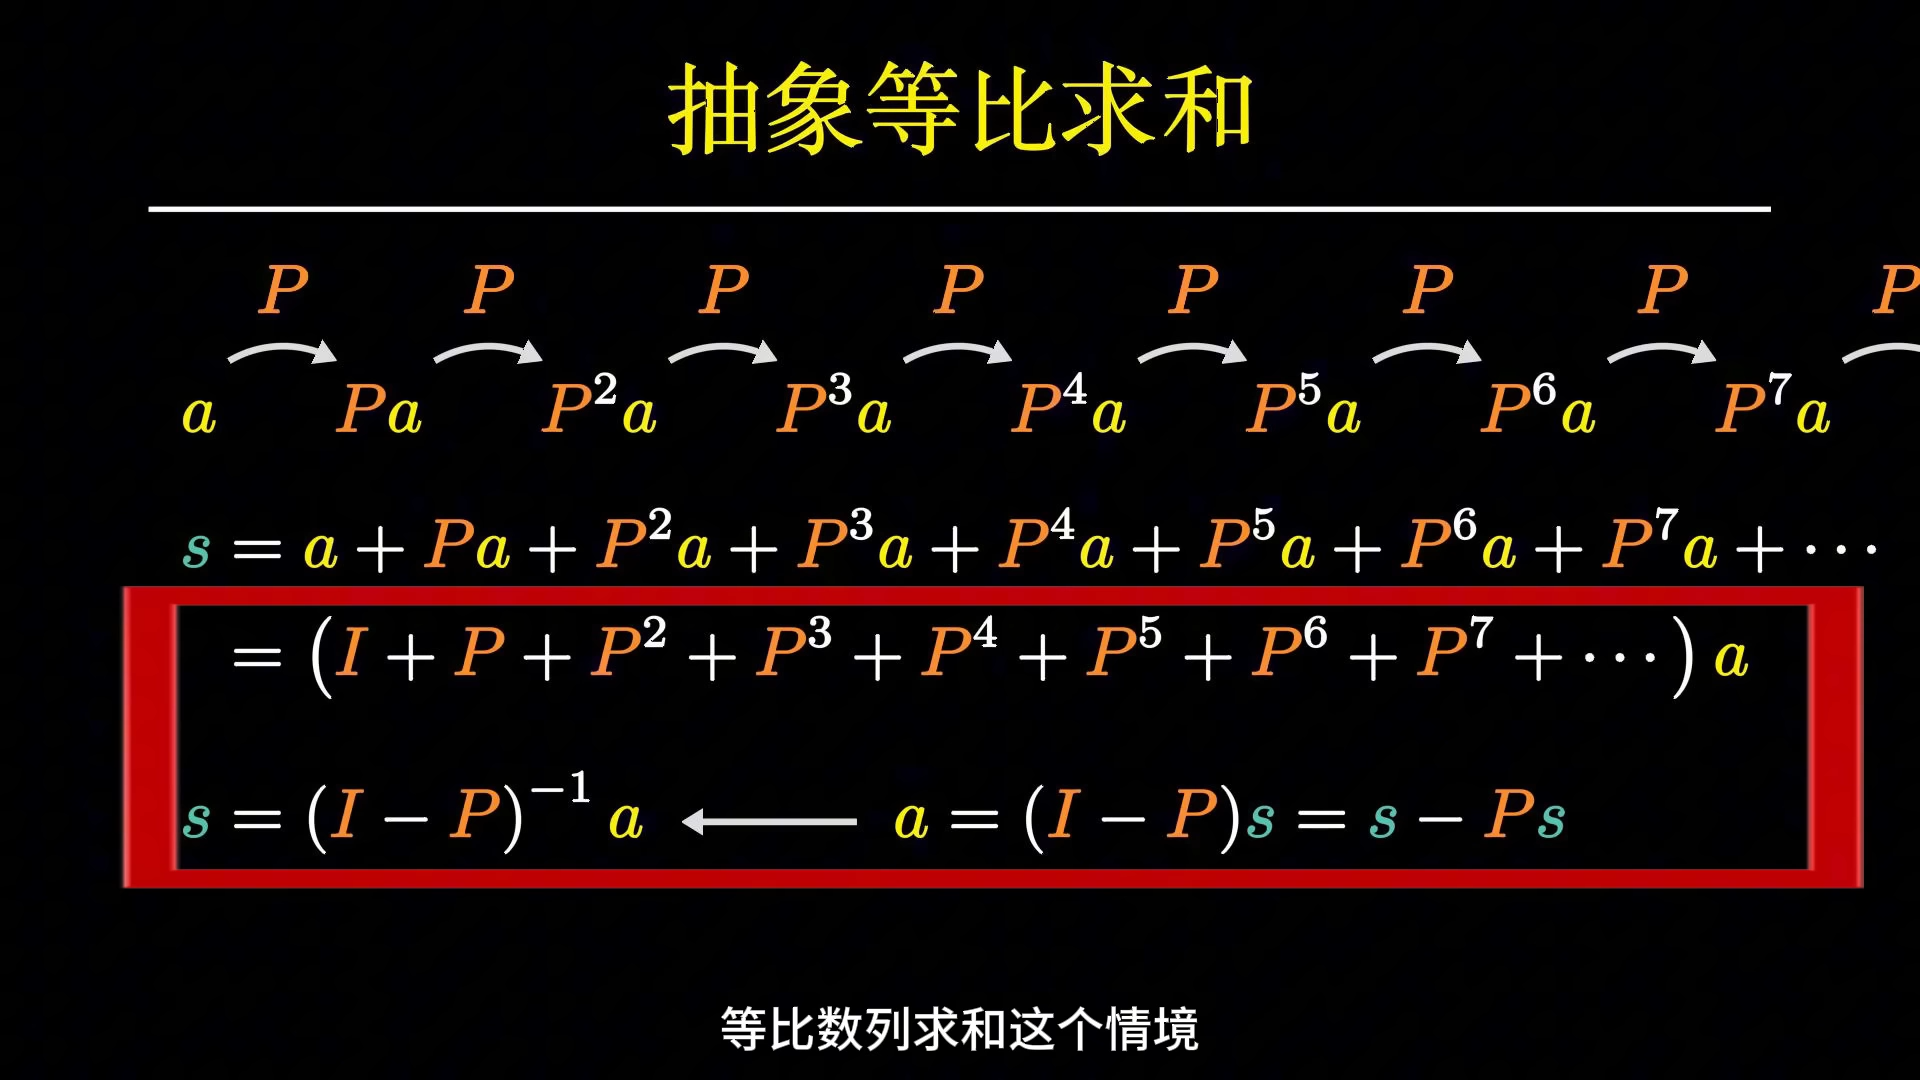 抽象等比求和
P P P P P P P P
a Pa P²a P³a P⁴a P⁵a P⁶a P⁷a
s = a + Pa + P²a + P³a + P⁴a + P⁵a + P⁶a + P⁷a + ⋯
= (I + P + P² + P³ + P⁴ + P⁵ + P⁶ + P⁷ + ⋯) a
s = (I − P)⁻¹ a ← a = (I − P)s = s − Ps
等比数列求和这个情境